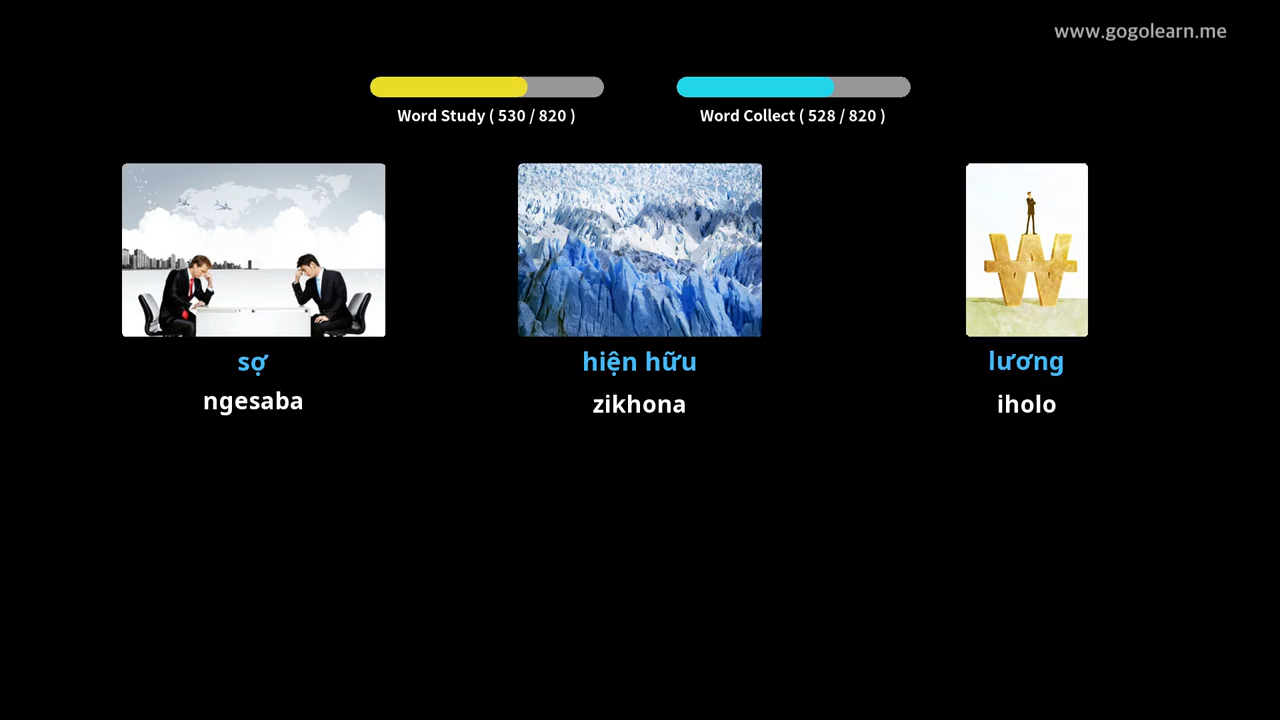 www.gogolearn.me
Word Study ( 530 / 820 )
Word Collect ( 528 / 820 )
sợ
hiện hữu
lương
ngesaba
zikhona
iholo